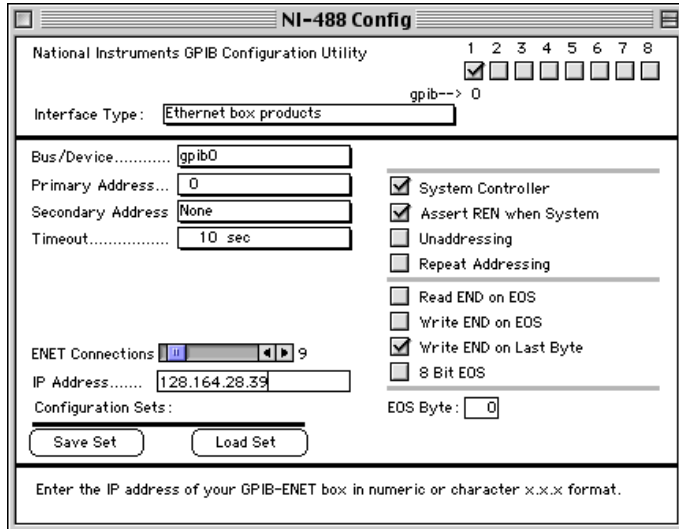 NI-488 Config
National Instruments GPIB Configuration Utility
1 2 3 4 5 6 7 8
gpib--> 0
Interface Type: Ethernet box products
Bus/Device........... gpib0
Primary Address... 0
Secondary Address None
Timeout................ 10 sec
System Controller
Assert REN when System
Unaddressing
Repeat Addressing
Read END on EOS
Write END on EOS
Write END on Last Byte
8 Bit EOS
ENET Connections 9
IP Address....... 128.164.28.39
Configuration Sets:
EOS Byte: 0
Save Set
Load Set
Enter the IP address of your GPIB-ENET box in numeric or character x.x.x format.